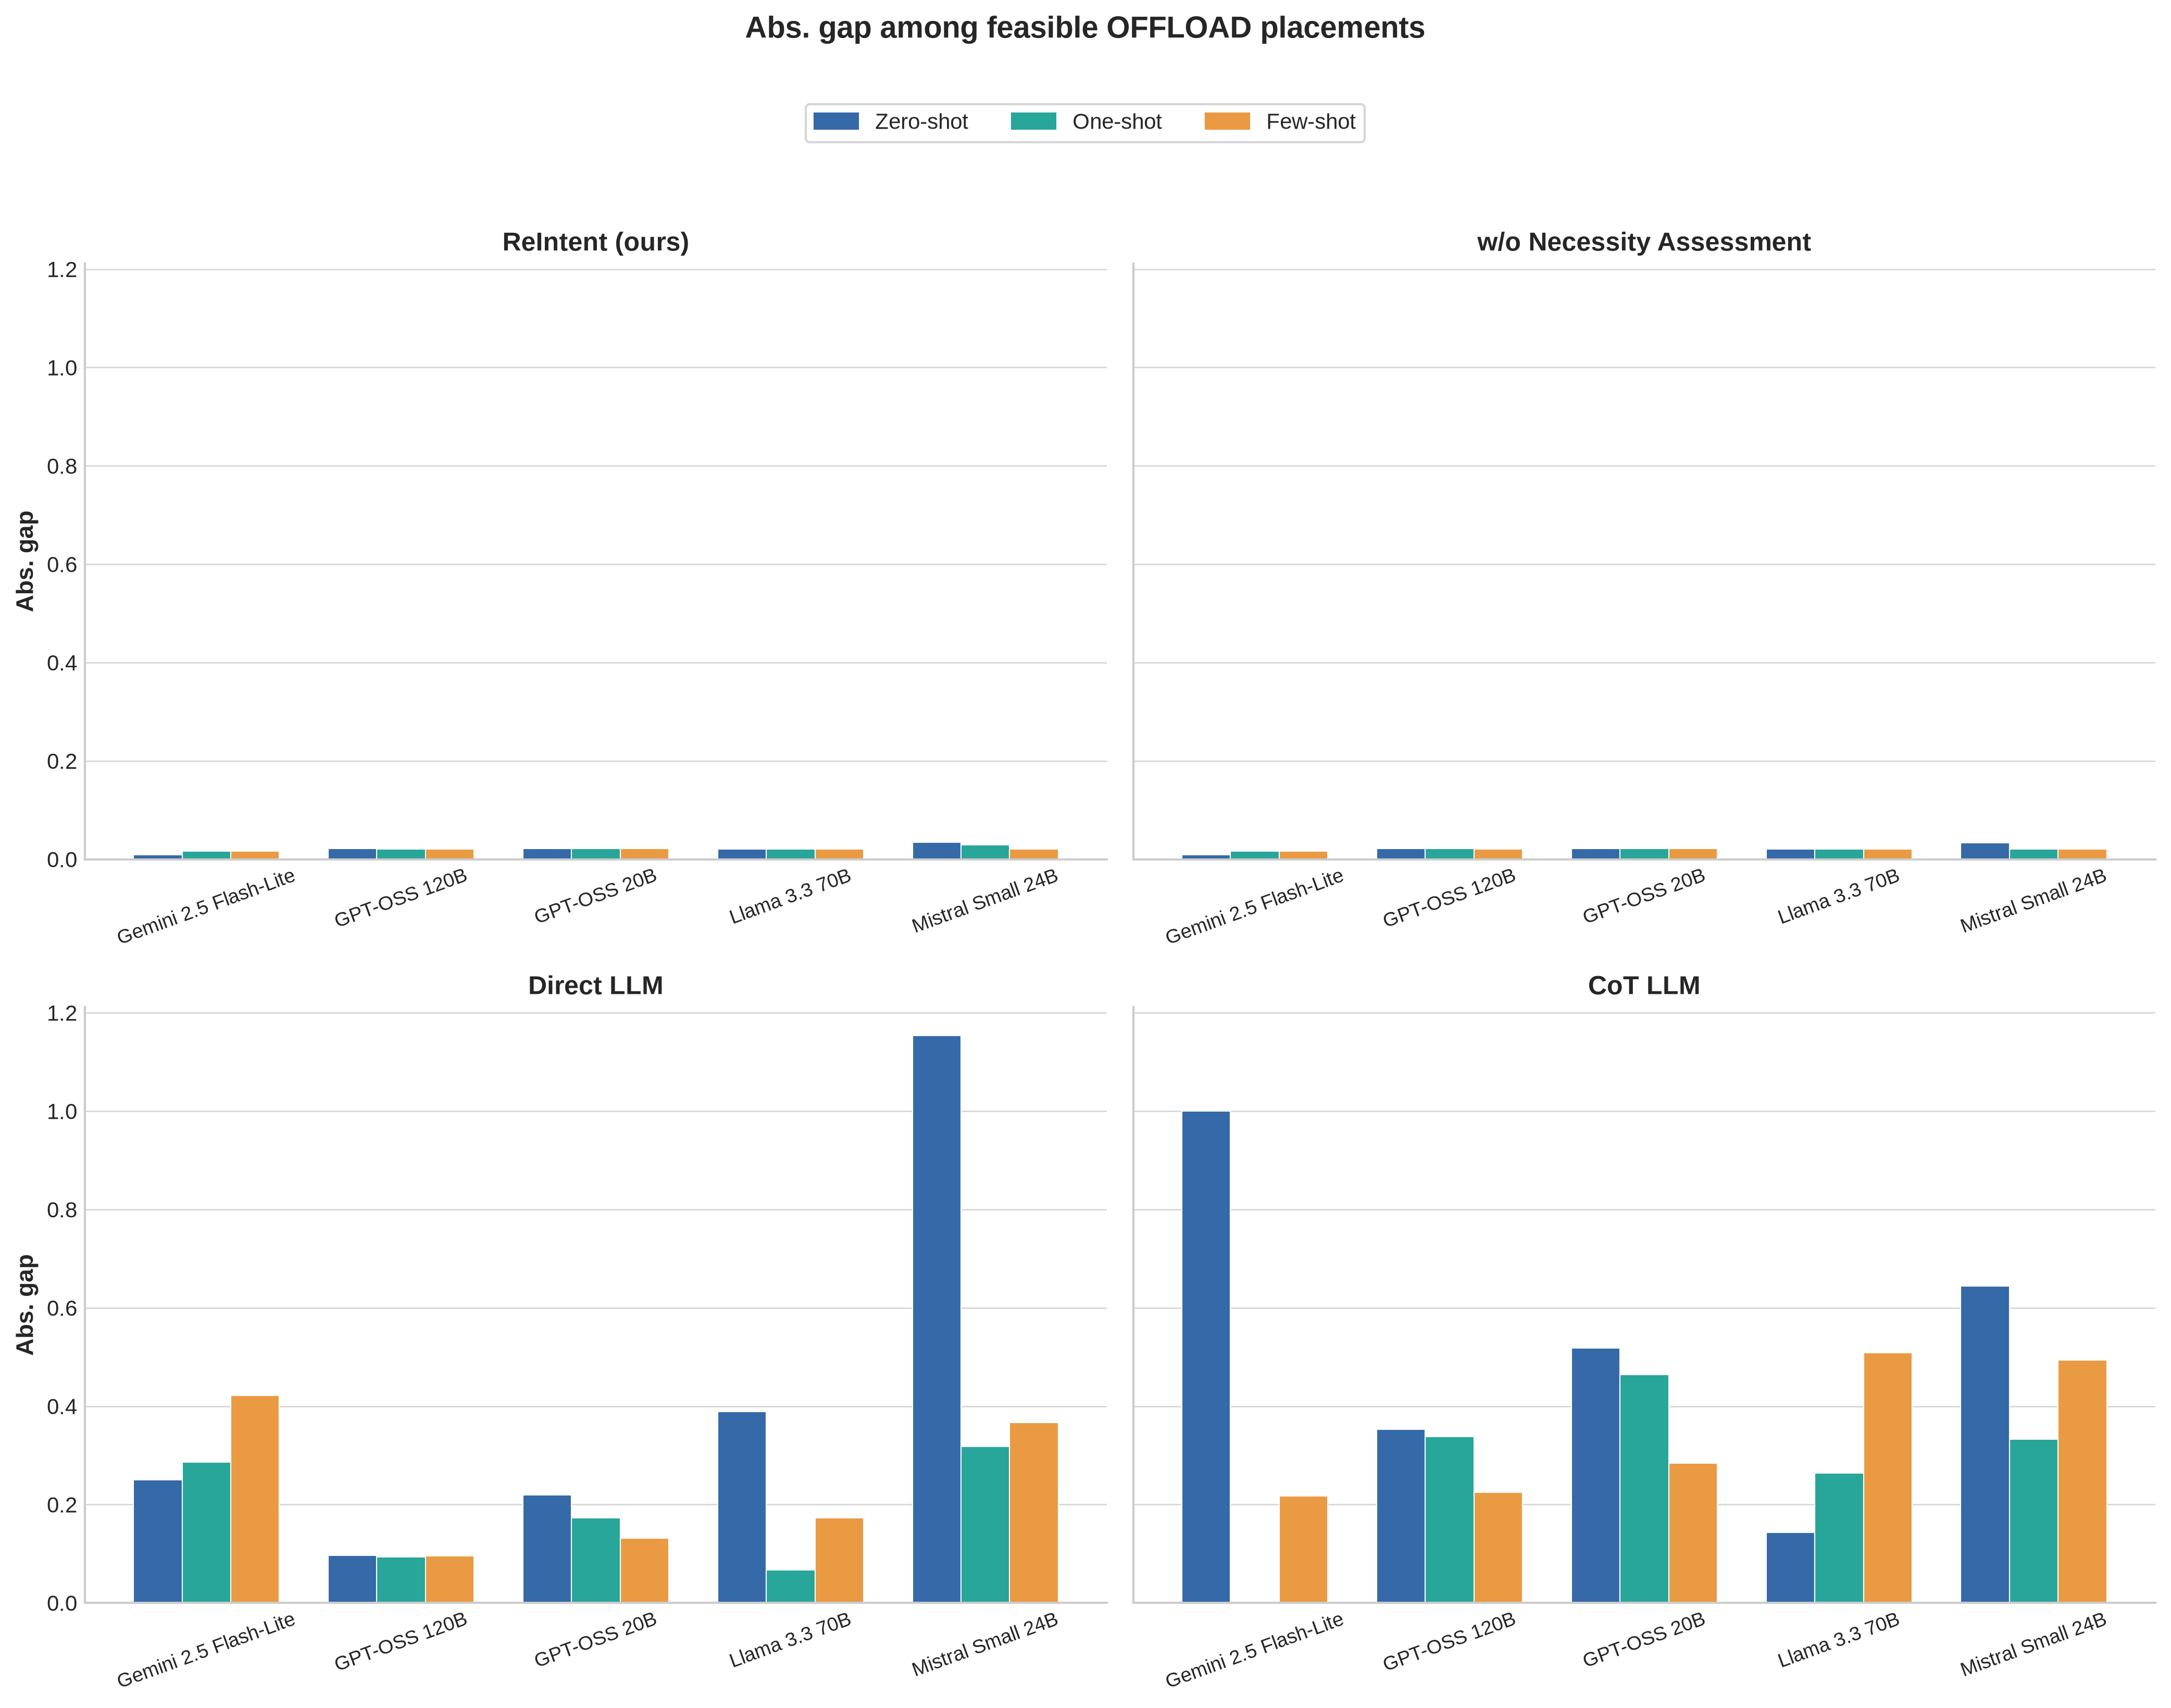 Abs. gap among feasible OFFLOAD placements
Zero-shot One-shot Few-shot
ReIntent (ours)
1.2
1.0
0.8
0.6
0.4
0.2
0.0
Abs. gap
Gemini 2.5 Flash-Lite
GPT-OSS 120B
GPT-OSS 20B
Llama 3.3 70B
Mistral Small 24B
w/o Necessity Assessment
Gemini 2.5 Flash-Lite
GPT-OSS 120B
GPT-OSS 20B
Llama 3.3 70B
Mistral Small 24B
Direct LLM
1.2
1.0
0.8
0.6
0.4
0.2
0.0
Abs. gap
Gemini 2.5 Flash-Lite
GPT-OSS 120B
GPT-OSS 20B
Llama 3.3 70B
Mistral Small 24B
CoT LLM
Gemini 2.5 Flash-Lite
GPT-OSS 120B
GPT-OSS 20B
Llama 3.3 70B
Mistral Small 24B